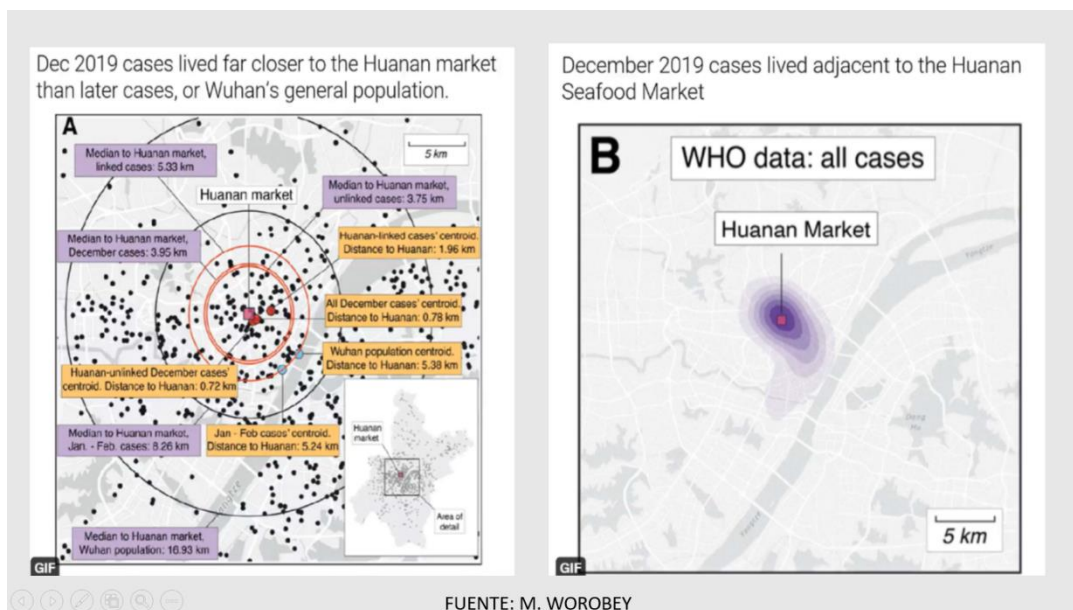 Dec 2019 cases lived far closer to the Huanan market
than later cases, or Wuhan's general population.
A
5 km
Median to Huanan market,
linked cases: 5.33 km
Huanan market
Median to Huanan market,
unlinked cases: 3.75 km
Median to Huanan market,
December cases: 3.95 km
Huanan-linked cases' centroid.
Distance to Huanan: 1.96 km
All December cases' centroid.
Distance to Huanan: 0.78 km
Wuhan population centroid.
Distance to Huanan: 5.38 km
Huanan-unlinked December cases'
centroid. Distance to Huanan: 0.72 km
Median to Huanan market,
Jan. - Feb. cases: 8.26 km
Jan - Feb cases' centroid.
Distance to Huanan: 5.24 km
Huanan
market
Area of
detail
Yangtze
Median to Huanan market,
Wuhan population: 16.93 km
GIF
December 2019 cases lived adjacent to the Huanan
Seafood Market
B
WHO data: all cases
Huanan Market
Yangtze
5 km
GIF
FUENTE: M. WOROBEY